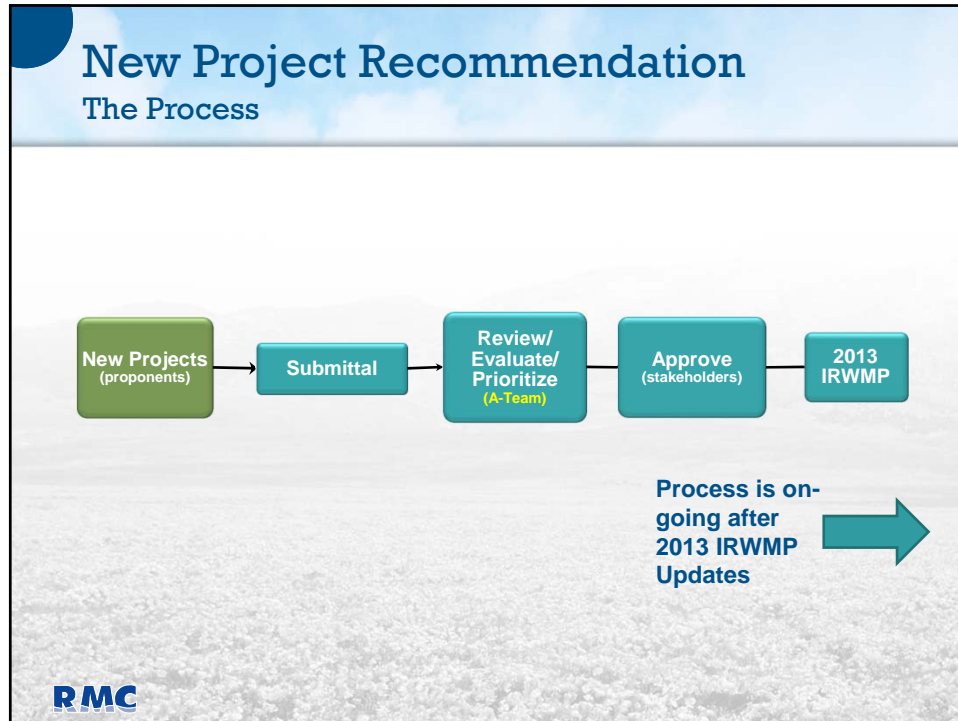 New Project Recommendation
The Process
New Projects
(proponents)
Submittal
Review/
Evaluate/
Prioritize
(A-Team)
Approve
(stakeholders)
2013
IRWMP
Process is on-
going after
2013 IRWMP
Updates
RMC